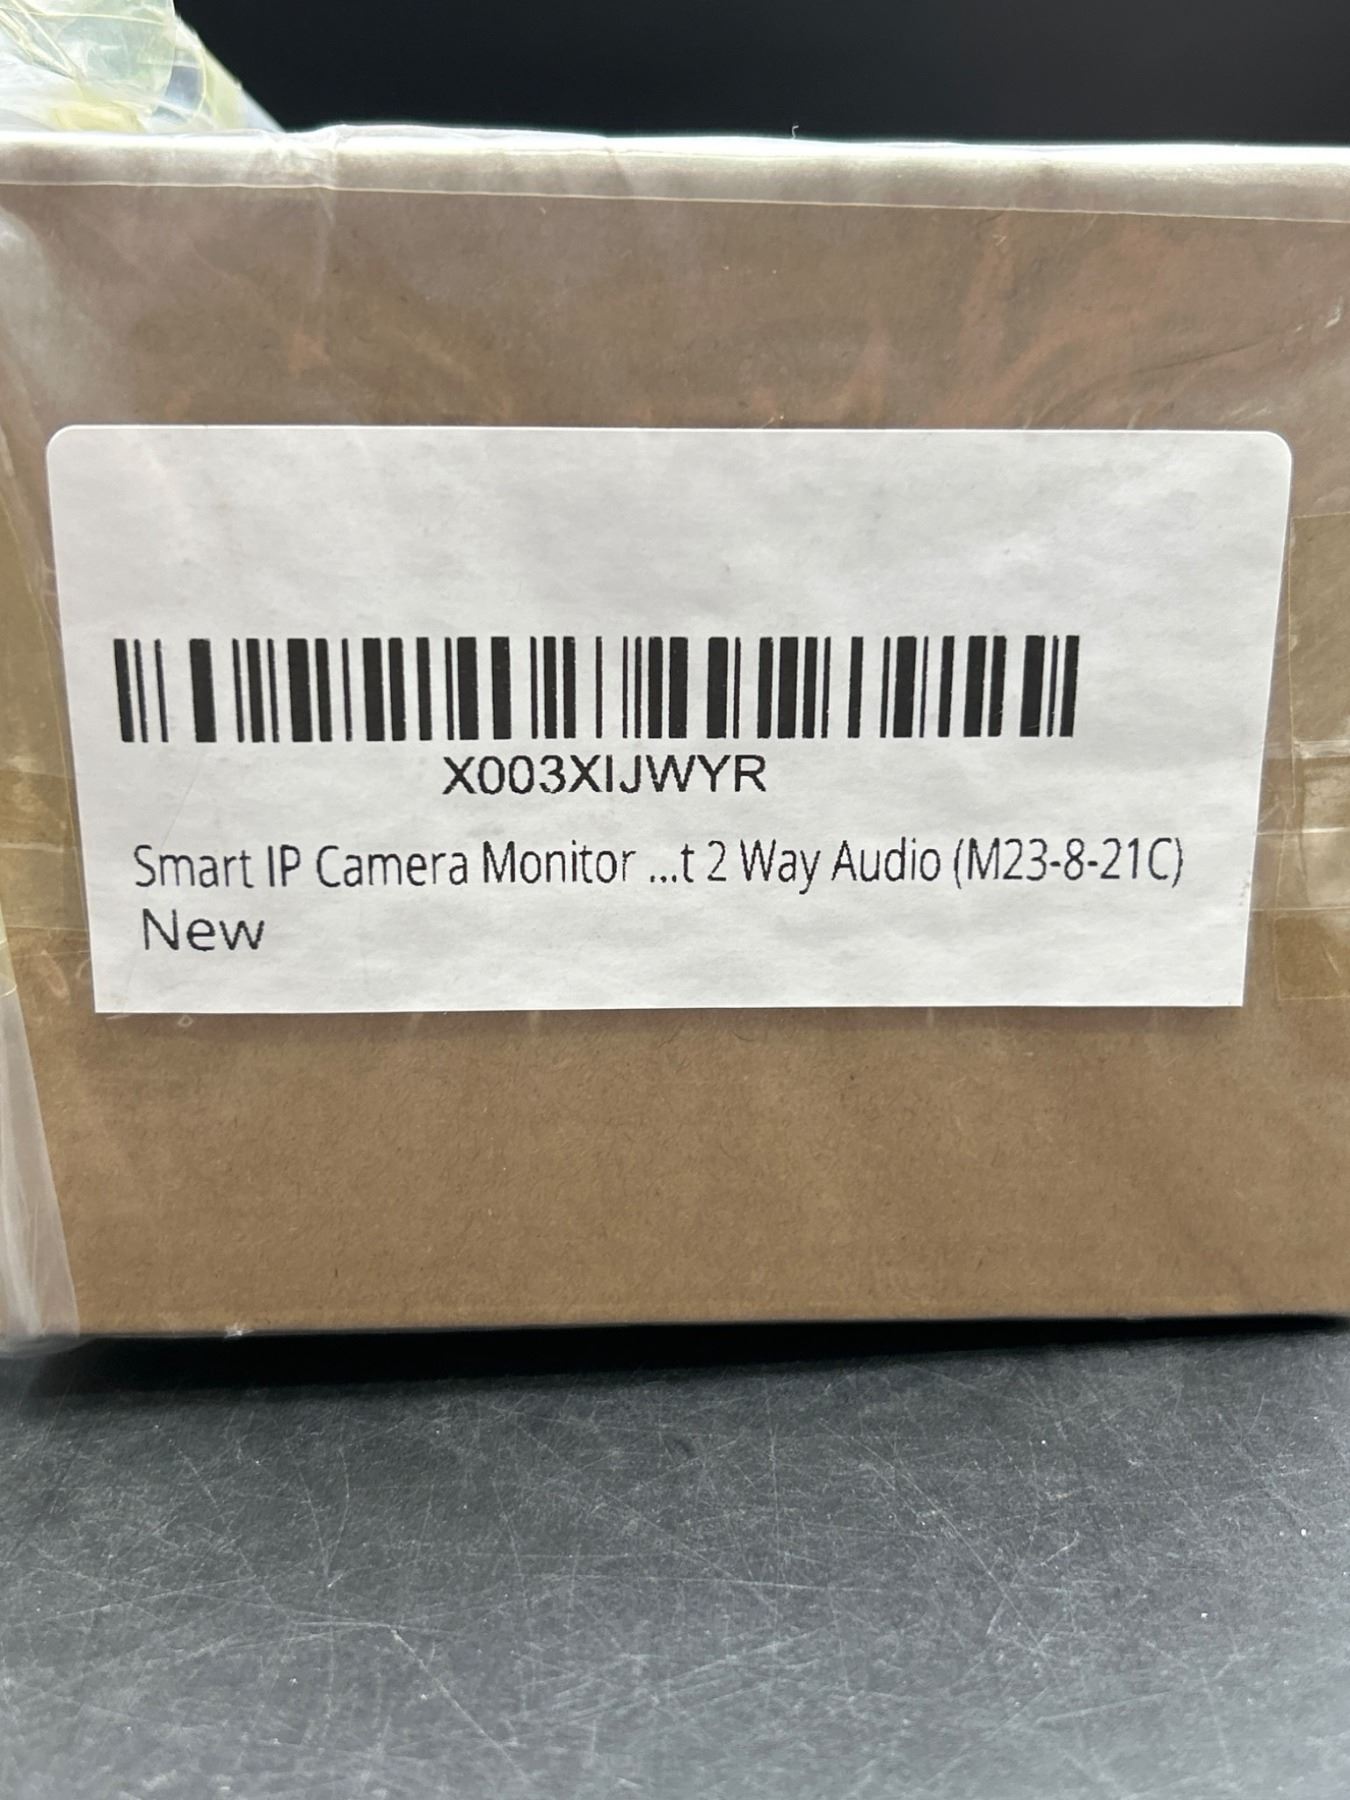 X003XIJWYR
Smart IP Camera Monitor ...t 2 Way Audio (M23-8-21C)
New